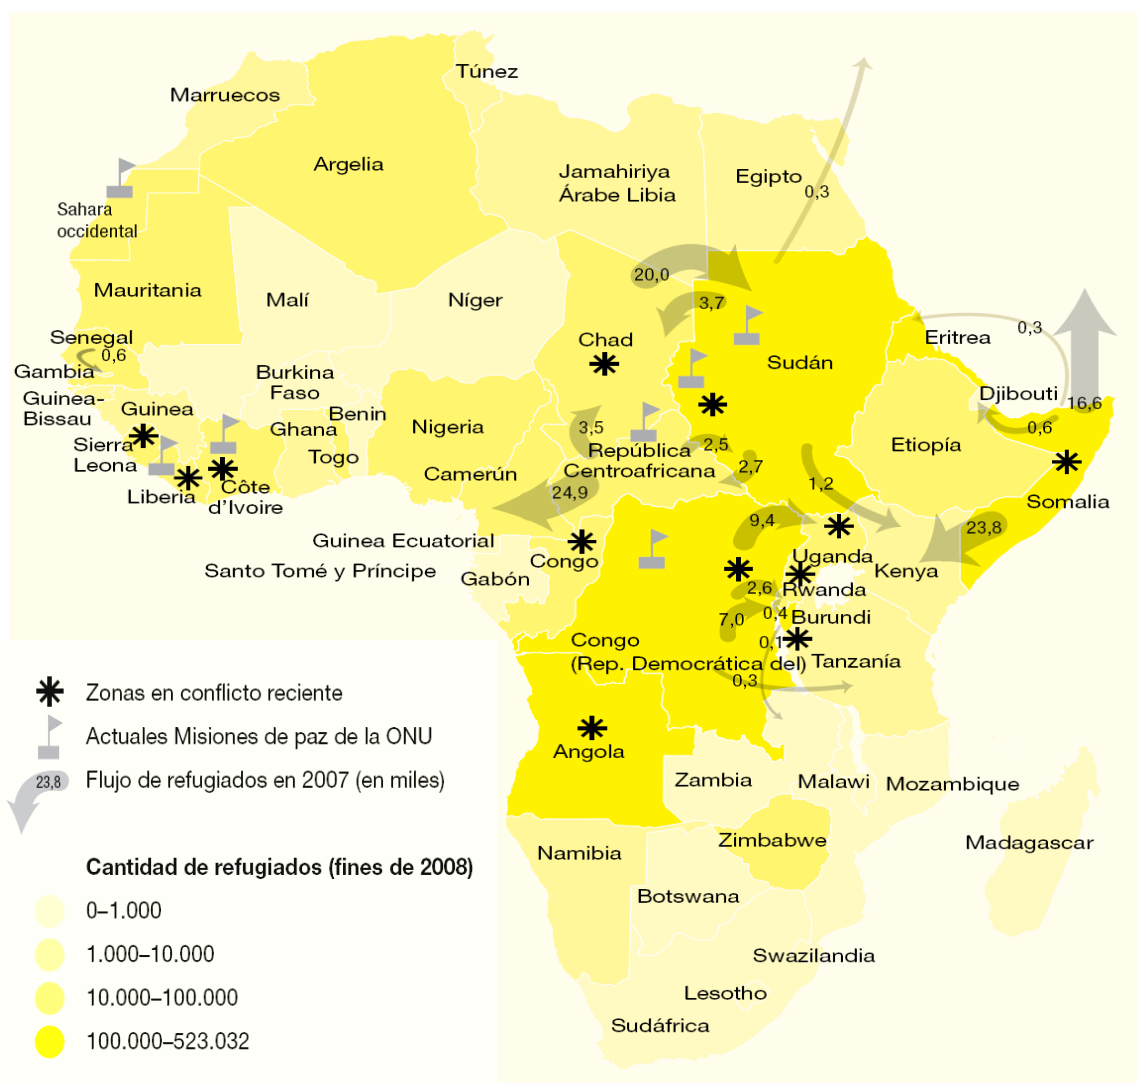 Túnez
Marruecos
Argelia
Jamahiriya
Árabe Libia
Egipto
0,3
Sahara
occidental
Mauritania
Malí
Níger
20,0
3,7
Chad
Sudán
Eritrea
0,3
Senegal
0,6
Gambia
Guinea-
Bissau
Guinea
Burkina
Faso
Benin
Ghana
Togo
Nigeria
Djibouti
16,6
0,6
Sierra
Leona
Liberia
Côte
d’Ivoire
Camerún
3,5
República
Centroafricana
2,5
2,7
Etiopía
1,2
Somalia
24,9
9,4
23,8
Guinea Ecuatorial
Santo Tomé y Príncipe
Gabón
Congo
Uganda
Kenya
Rwanda
2,6
0,4
Burundi
7,0
0,1
Congo
(Rep. Democrática del)
Tanzanía
0,3
Angola
Zambia
Malawi
Mozambique
Zimbabwe
Madagascar
Namibia
Botswana
Swazilandia
Lesotho
Sudáfrica
Zonas en conflicto reciente
Actuales Misiones de paz de la ONU
23,8
Flujo de refugiados en 2007 (en miles)
Cantidad de refugiados (fines de 2008)
0–1.000
1.000–10.000
10.000–100.000
100.000–523.032